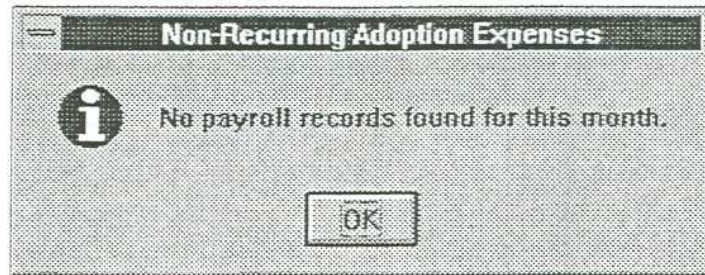 Non-Recurring Adoption Expenses
No payroll records found for this month.
OK